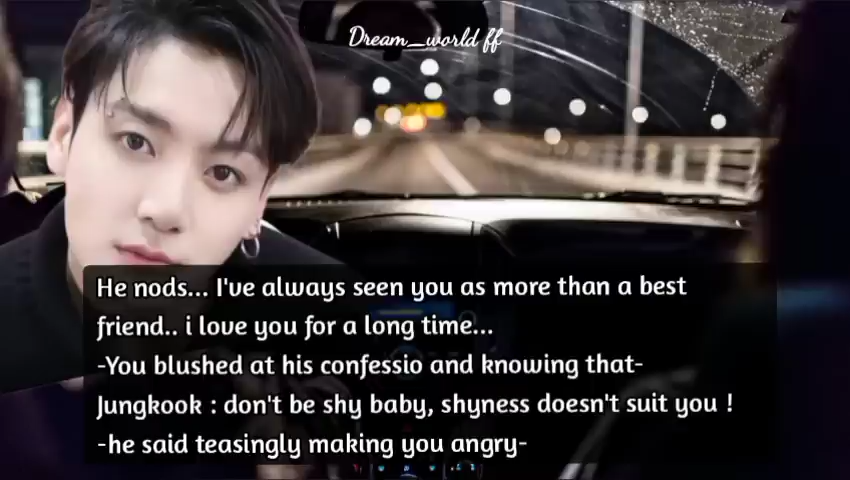 Dream_world ff
He nods... I've always seen you as more than a best
friend.. i love you for a long time...
-You blushed at his confessio and knowing that-
Jungkook : don't be shy baby, shyness doesn't suit you !
-he said teasingly making you angry-